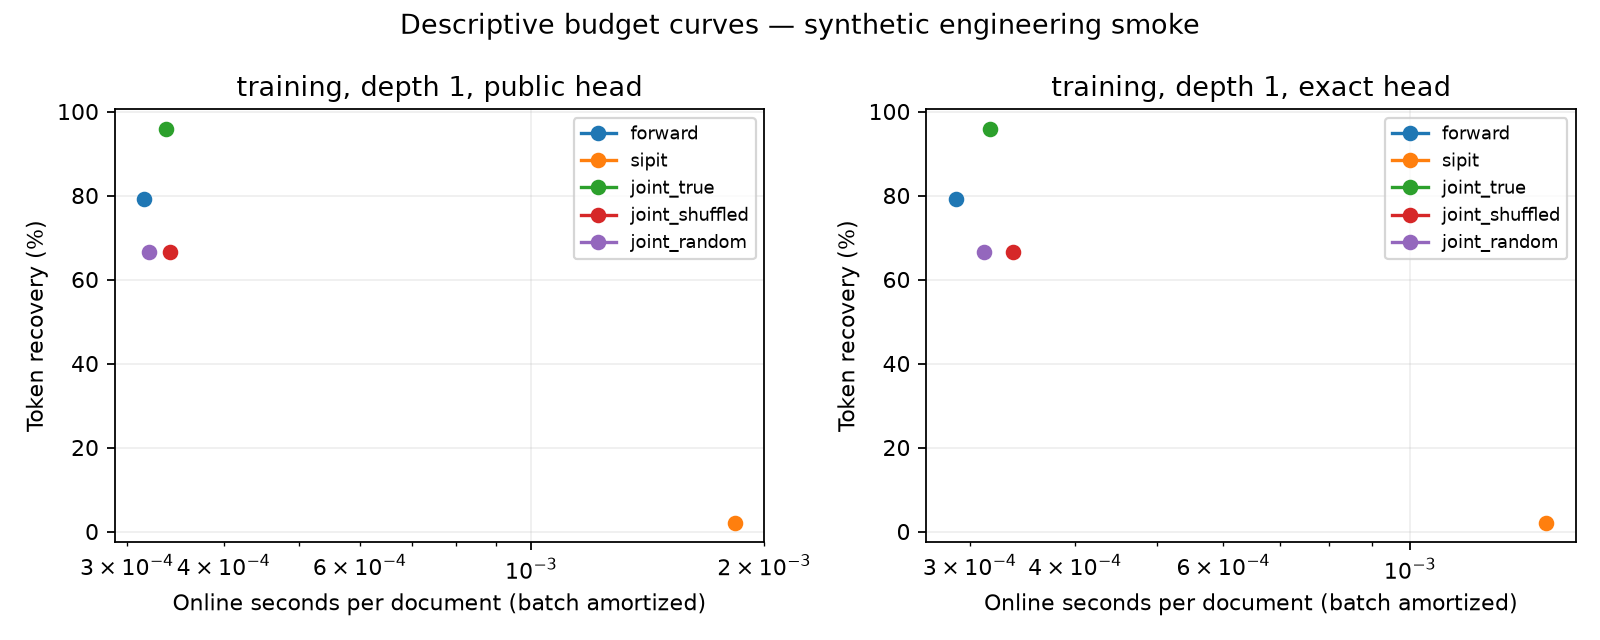 Descriptive budget curves — synthetic engineering smoke
training, depth 1, public head
Token recovery (%)
100
80
60
40
20
0
forward
sipit
joint_true
joint_shuffled
joint_random
3 × 10⁻⁴
4 × 10⁻⁴
6 × 10⁻⁴
10⁻³
2 × 10⁻³
Online seconds per document (batch amortized)
training, depth 1, exact head
Token recovery (%)
100
80
60
40
20
0
forward
sipit
joint_true
joint_shuffled
joint_random
3 × 10⁻⁴
4 × 10⁻⁴
6 × 10⁻⁴
10⁻³
Online seconds per document (batch amortized)